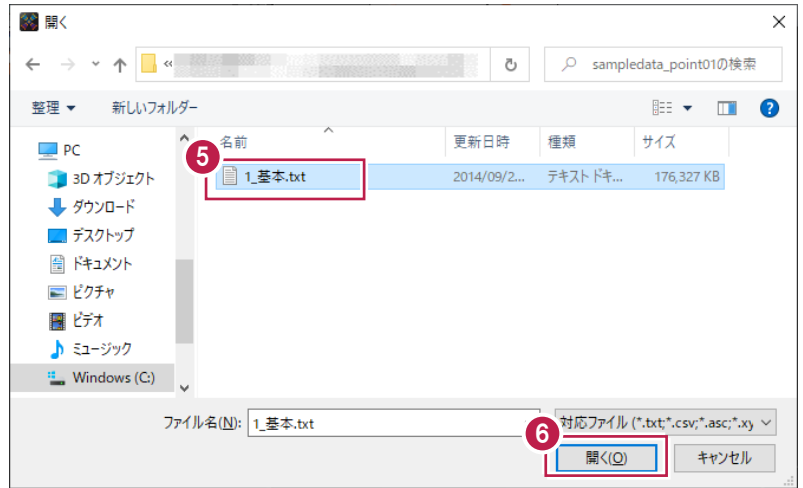 開く
«
sampledata_point01の検索
整理 新しいフォルダー
PC
3D オブジェクト
ダウンロード
デスクトップ
ドキュメント
ピクチャ
ビデオ
ミュージック
Windows (C:)
名前 更新日時 種類 サイズ
5
1_基本.txt 2014/09/2... テキスト ドキ... 176,327 KB
ファイル名(N): 1_基本.txt
対応ファイル (*.txt;*.csv;*.asc;*.xy
6
開く(O) キャンセル